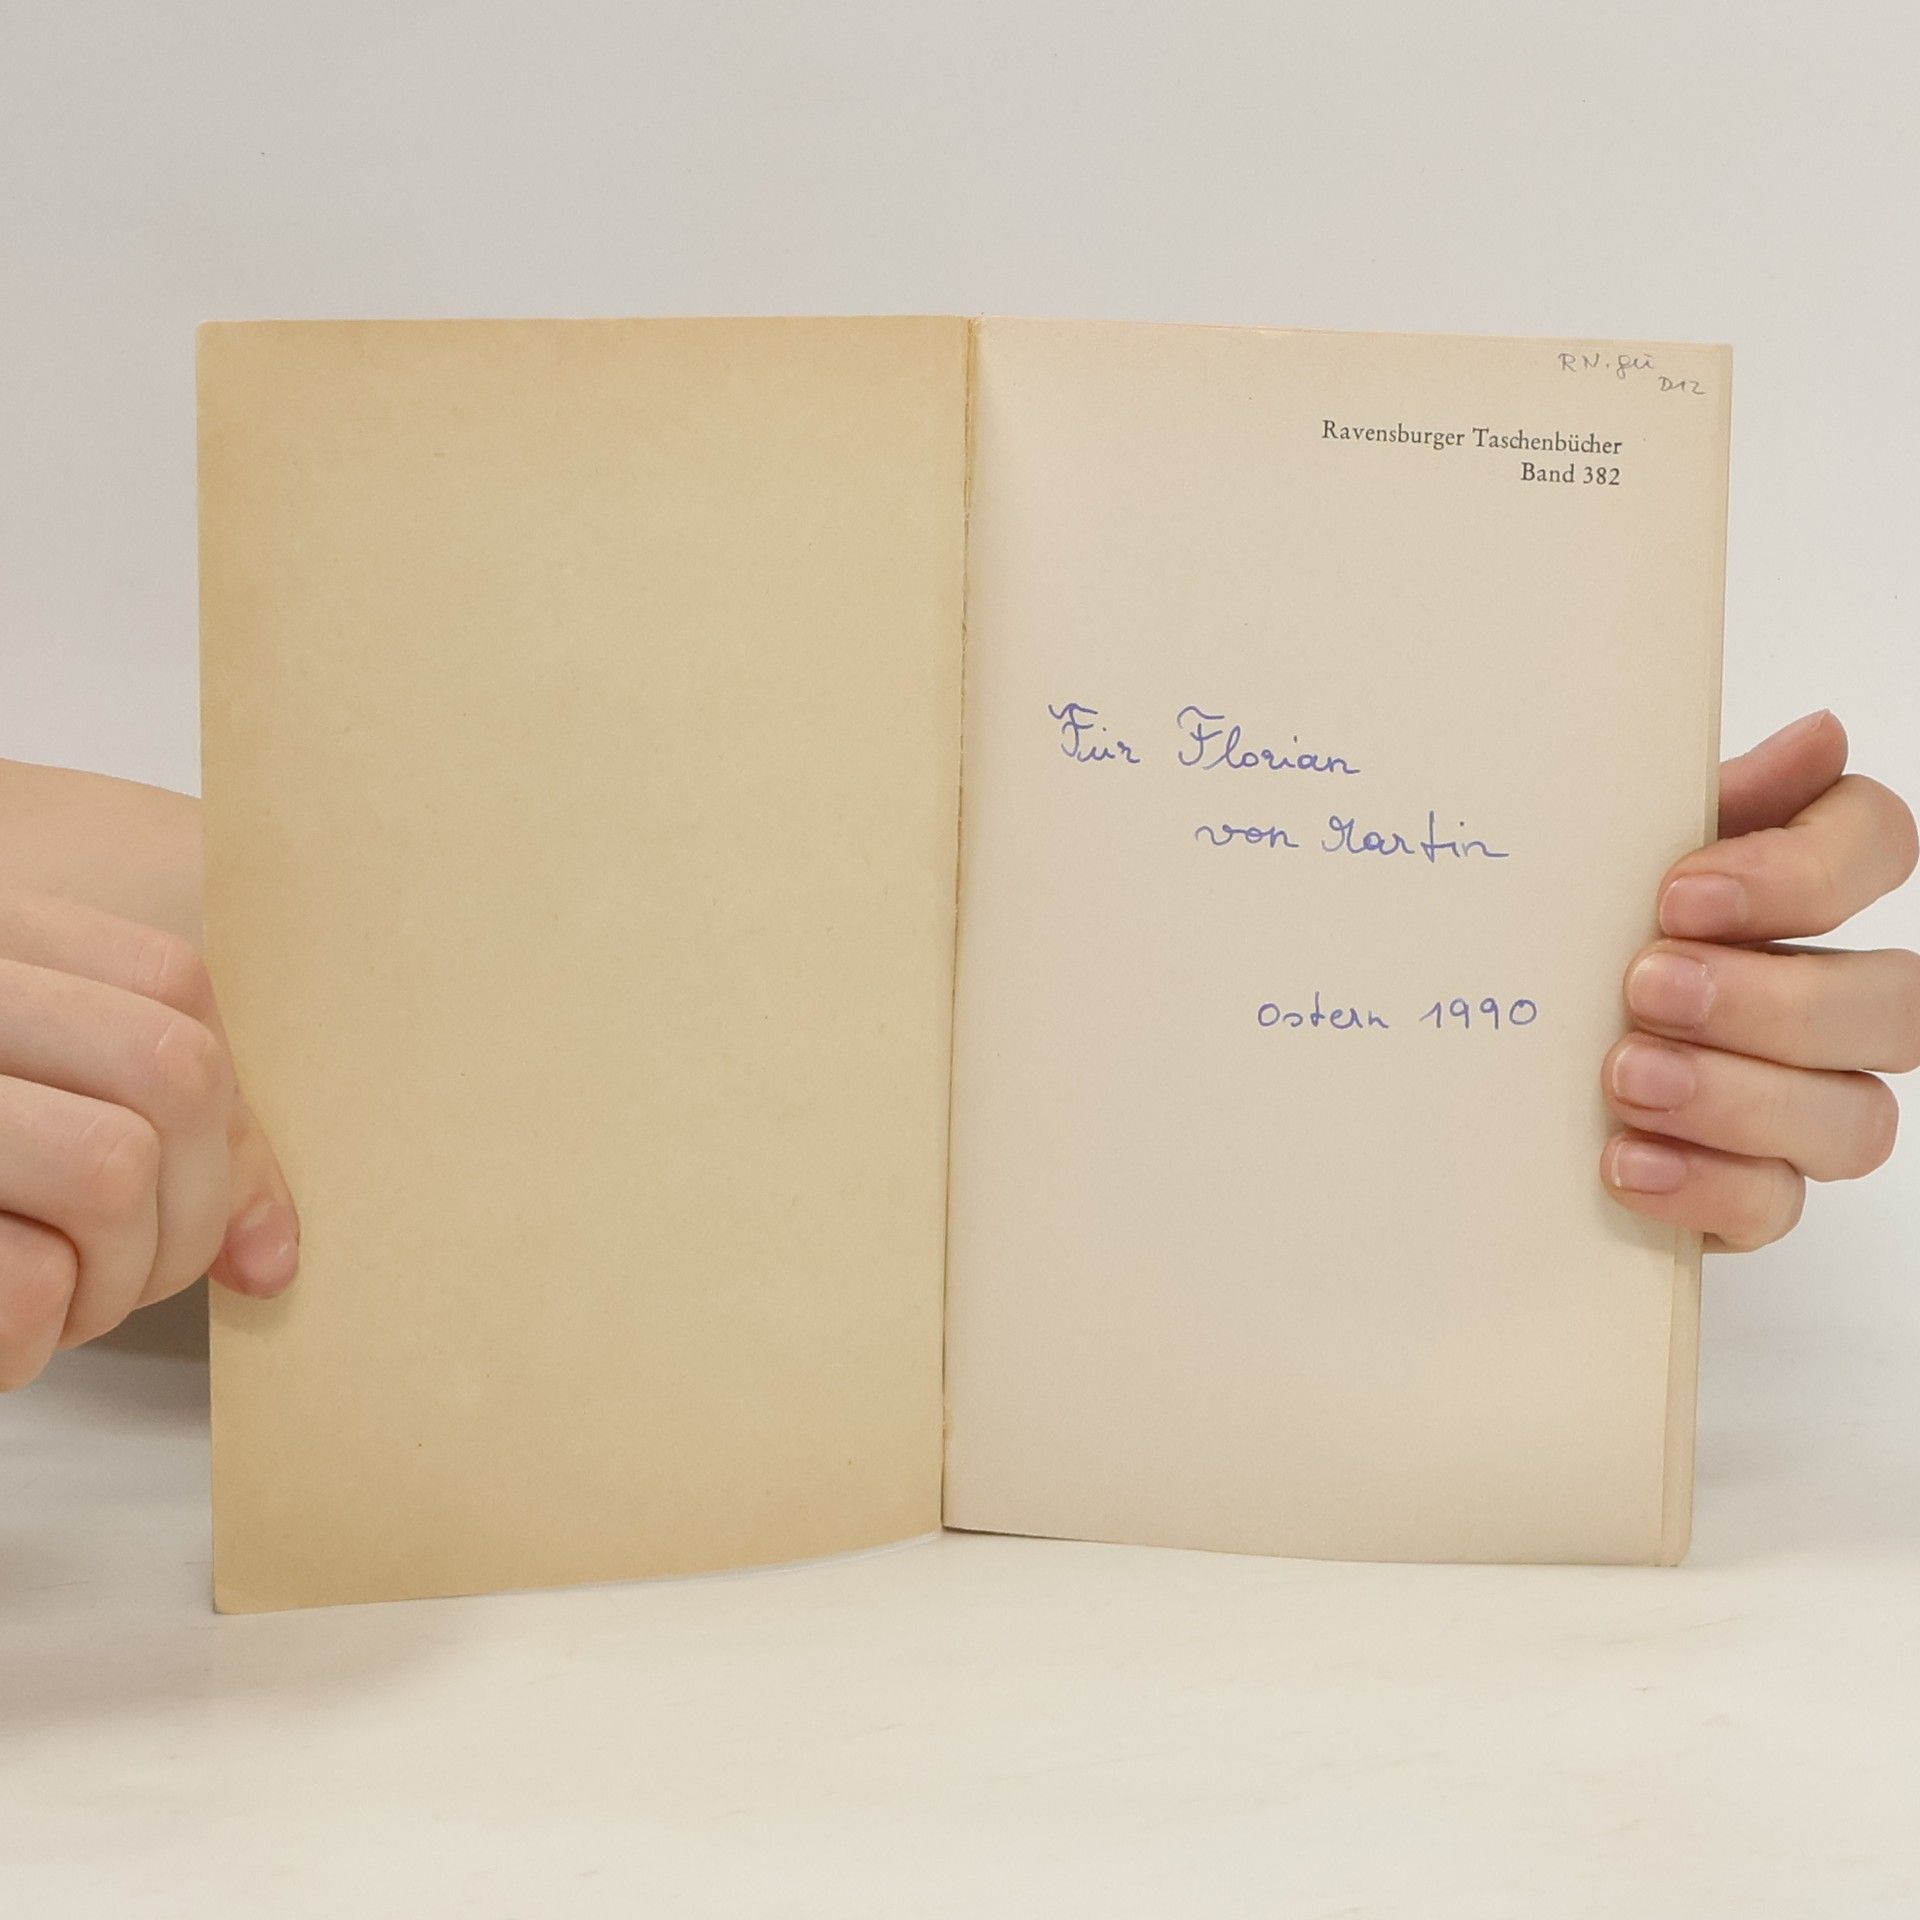 RN. gü
D12
Ravensburger Taschenbücher
Band 382
Für Florian
von Martin
Ostern 1990